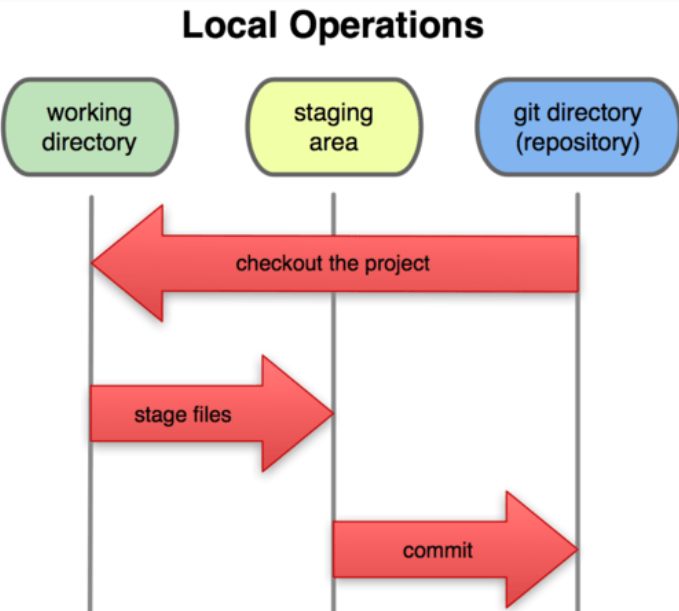 Local Operations
working
directory
staging
area
git directory
(repository)
checkout the project
stage files
commit